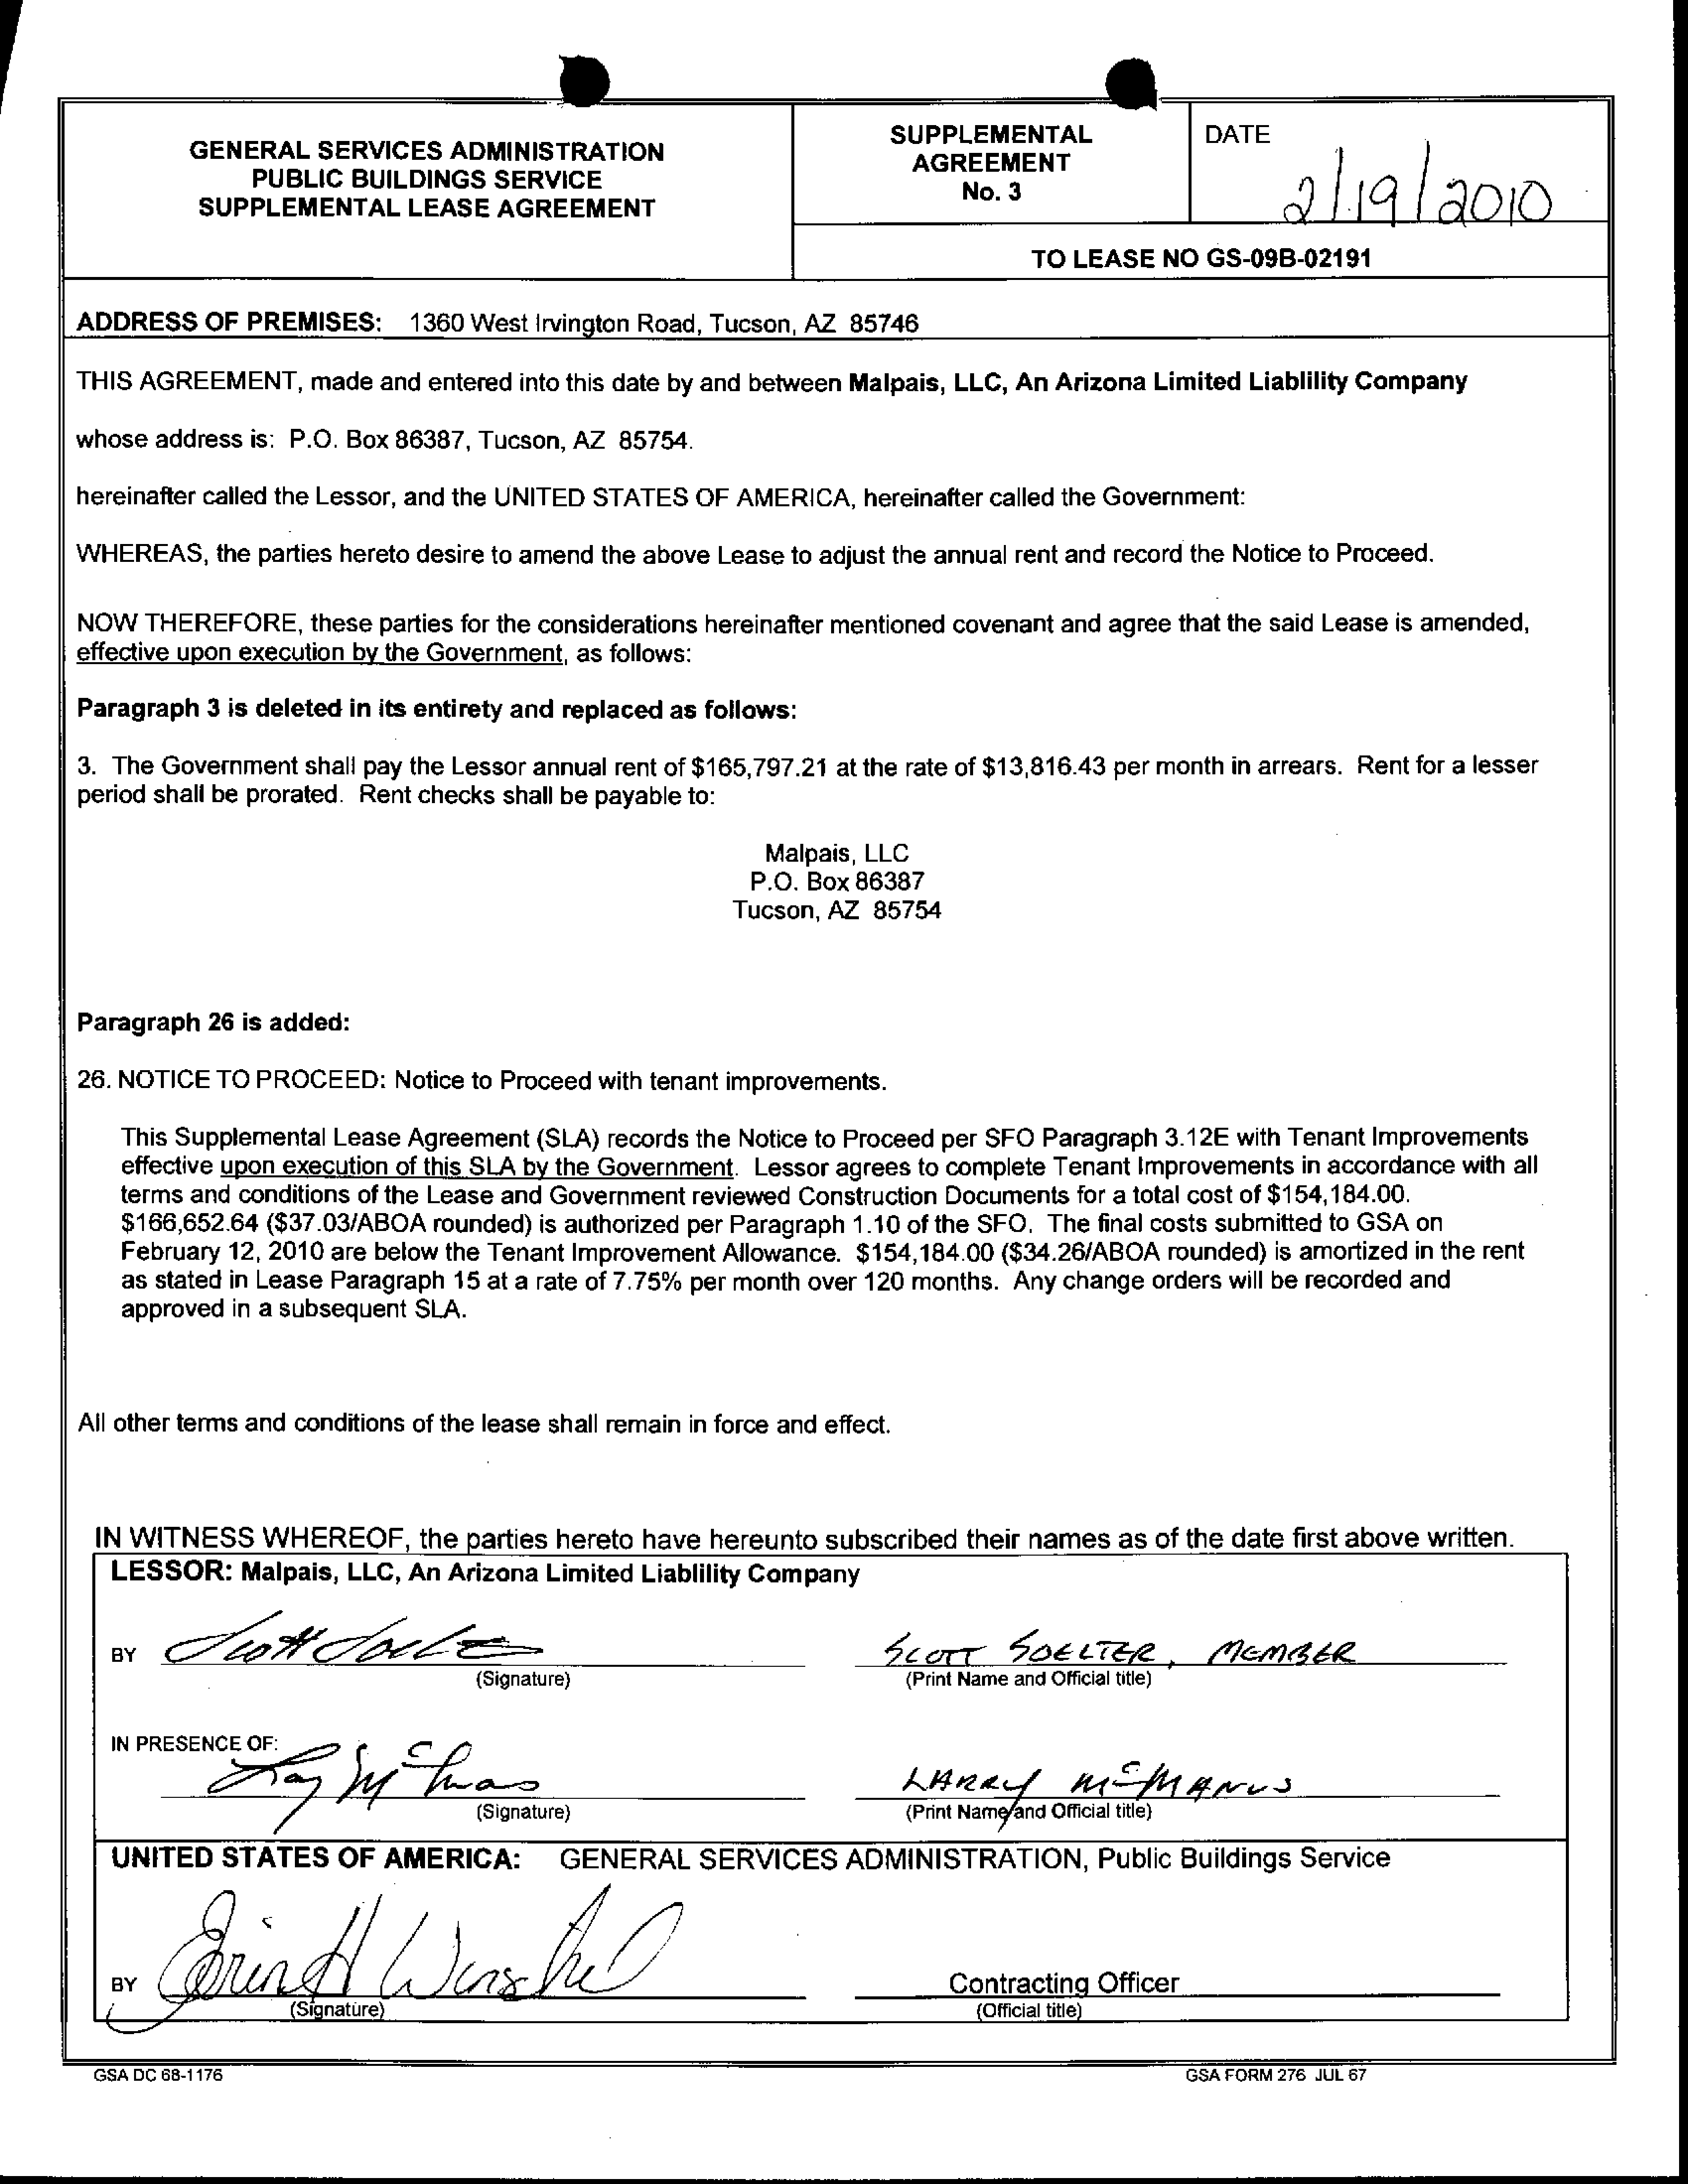 GENERAL SERVICES ADMINISTRATION
PUBLIC BUILDINGS SERVICE
SUPPLEMENTAL LEASE AGREEMENT
SUPPLEMENTAL
AGREEMENT
No. 3
DATE
2/19/2010
TO LEASE NO GS-09B-02191
ADDRESS OF PREMISES: 1360 West Irvington Road, Tucson, AZ 85746
THIS AGREEMENT, made and entered into this date by and between Malpais, LLC, An Arizona Limited Liablility Company
whose address is: P.O. Box 86387, Tucson, AZ 85754.
hereinafter called the Lessor, and the UNITED STATES OF AMERICA, hereinafter called the Government:
WHEREAS, the parties hereto desire to amend the above Lease to adjust the annual rent and record the Notice to Proceed.
NOW THEREFORE, these parties for the considerations hereinafter mentioned covenant and agree that the said Lease is amended,
effective upon execution by the Government, as follows:
Paragraph 3 is deleted in its entirety and replaced as follows:
3. The Government shall pay the Lessor annual rent of $165,797.21 at the rate of $13,816.43 per month in arrears. Rent for a lesser
period shall be prorated. Rent checks shall be payable to:
Malpais, LLC
P.O. Box 86387
Tucson, AZ 85754
Paragraph 26 is added:
26. NOTICE TO PROCEED: Notice to Proceed with tenant improvements.
This Supplemental Lease Agreement (SLA) records the Notice to Proceed per SFO Paragraph 3.12E with Tenant Improvements
effective upon execution of this SLA by the Government. Lessor agrees to complete Tenant Improvements in accordance with all
terms and conditions of the Lease and Government reviewed Construction Documents for a total cost of $154,184.00.
$166,652.64 ($37.03/ABOA rounded) is authorized per Paragraph 1.10 of the SFO. The final costs submitted to GSA on
February 12, 2010 are below the Tenant Improvement Allowance. $154,184.00 ($34.26/ABOA rounded) is amortized in the rent
as stated in Lease Paragraph 15 at a rate of 7.75% per month over 120 months. Any change orders will be recorded and
approved in a subsequent SLA.
All other terms and conditions of the lease shall remain in force and effect.
IN WITNESS WHEREOF, the parties hereto have hereunto subscribed their names as of the date first above written.
LESSOR: Malpais, LLC, An Arizona Limited Liablility Company
BY
SCOTT SOELTER, MEMBER
(Signature)
(Print Name and Official title)
IN PRESENCE OF:
LARRY McMANUS
(Signature)
(Print Name and Official title)
UNITED STATES OF AMERICA: GENERAL SERVICES ADMINISTRATION, Public Buildings Service
BY
Contracting Officer
(Signature)
(Official title)
GSA DC 68-1176
GSA FORM 276 JUL 67